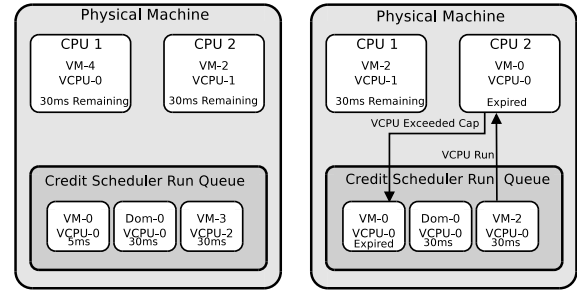 Physical Machine
CPU 1
VM-4
VCPU-0
30ms Remaining
CPU 2
VM-2
VCPU-1
30ms Remaining
Credit Scheduler Run Queue
VM-0
VCPU-0
5ms
Dom-0
VCPU-0
30ms
VM-3
VCPU-2
30ms
Physical Machine
CPU 1
VM-2
VCPU-1
30ms Remaining
CPU 2
VM-0
VCPU-0
Expired
VCPU Exceeded Cap
VCPU Run
Credit Scheduler Run Queue
VM-0
VCPU-0
Expired
Dom-0
VCPU-0
30ms
VM-2
VCPU-0
30ms